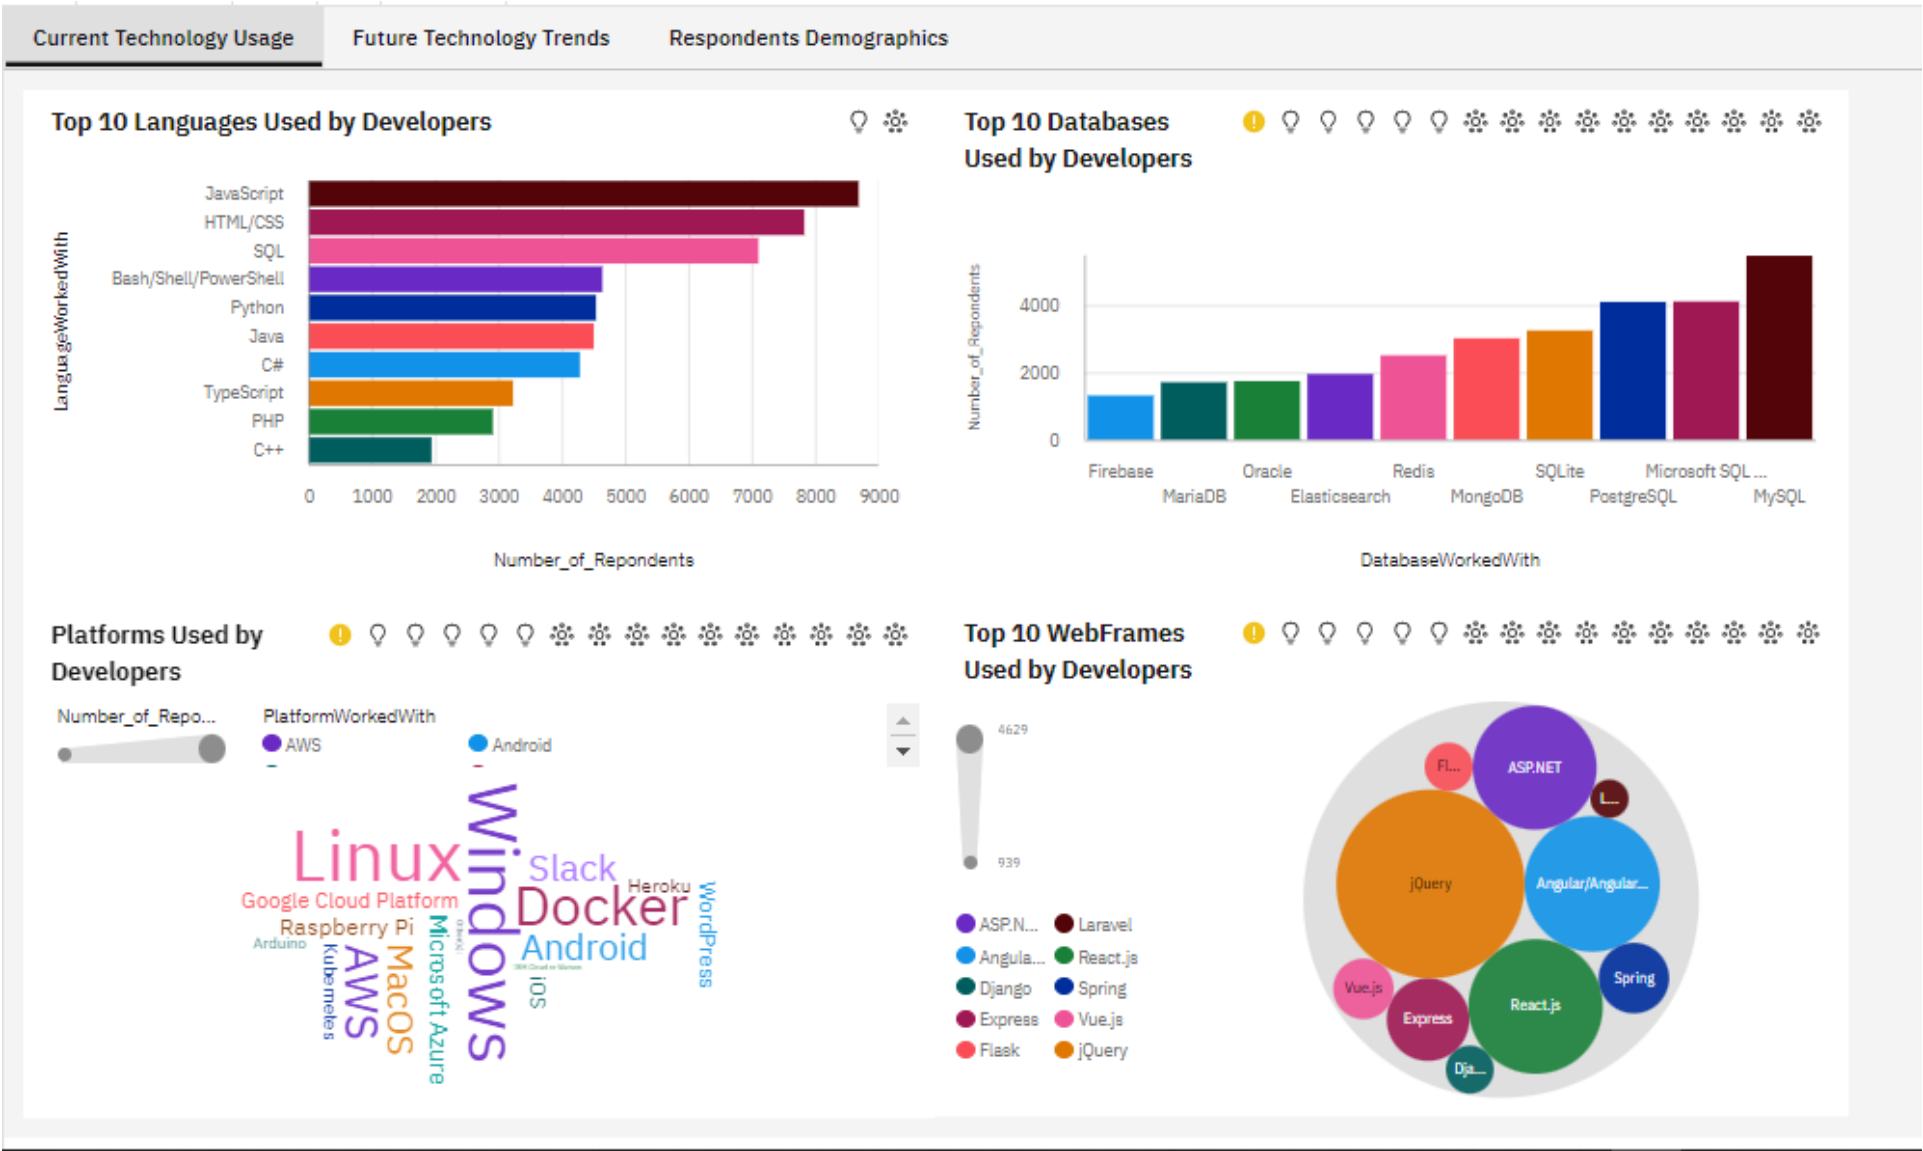 Current Technology Usage
Future Technology Trends
Respondents Demographics
Top 10 Languages Used by Developers
LanguageWorkedWith
JavaScript
HTML/CSS
SQL
Bash/Shell/PowerShell
Python
Java
C#
TypeScript
PHP
C++
0 1000 2000 3000 4000 5000 6000 7000 8000 9000
Number_of_Repondents
Top 10 Databases
Used by Developers
Number_of_Repondents
4000
2000
0
Firebase Oracle Redis SQLite Microsoft SQL ...
MariaDB Elasticsearch MongoDB PostgreSQL MySQL
DatabaseWorkedWith
Platforms Used by
Developers
Number_of_Repo...
PlatformWorkedWith
AWS
Android
Windows
Linux
Slack
Heroku
Docker
WordPress
Google Cloud Platform
Raspberry Pi
Arduino
Android
Kubernetes
AWS
MacOS
Microsoft Azure
iOS
Top 10 WebFrames
Used by Developers
4629
939
ASP.N... Laravel
Angula... React.js
Django Spring
Express Vue.js
Flask jQuery
Fl...
ASP.NET
L...
jQuery
Angular/Angular...
Vue.js
Express
React.js
Spring
Dja...